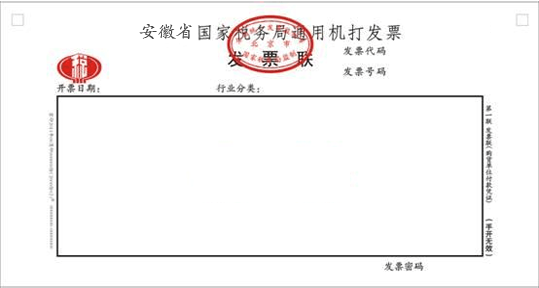 安徽省国家税务局通用机打发票
北京市
发票代码
发票联
发票号码
开票日期：
行业分类：
第一联 发票联(购货单位付款凭证)
(手开无效)
发票密码